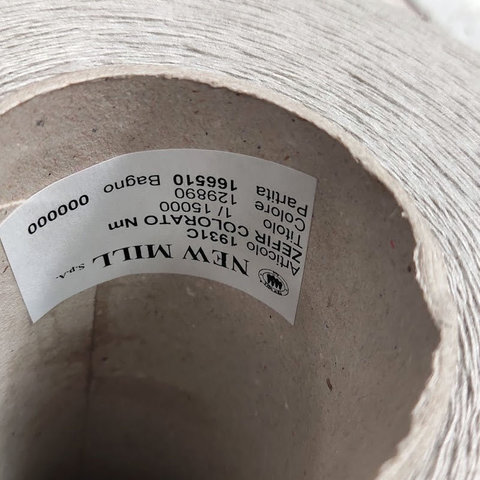 NEW MILL S.p.A.
Articolo 1931C
ZEFIR COLORATO Nm
Titolo 1/ 15000
Colore 129890
Partita 166510 Bagno 000000